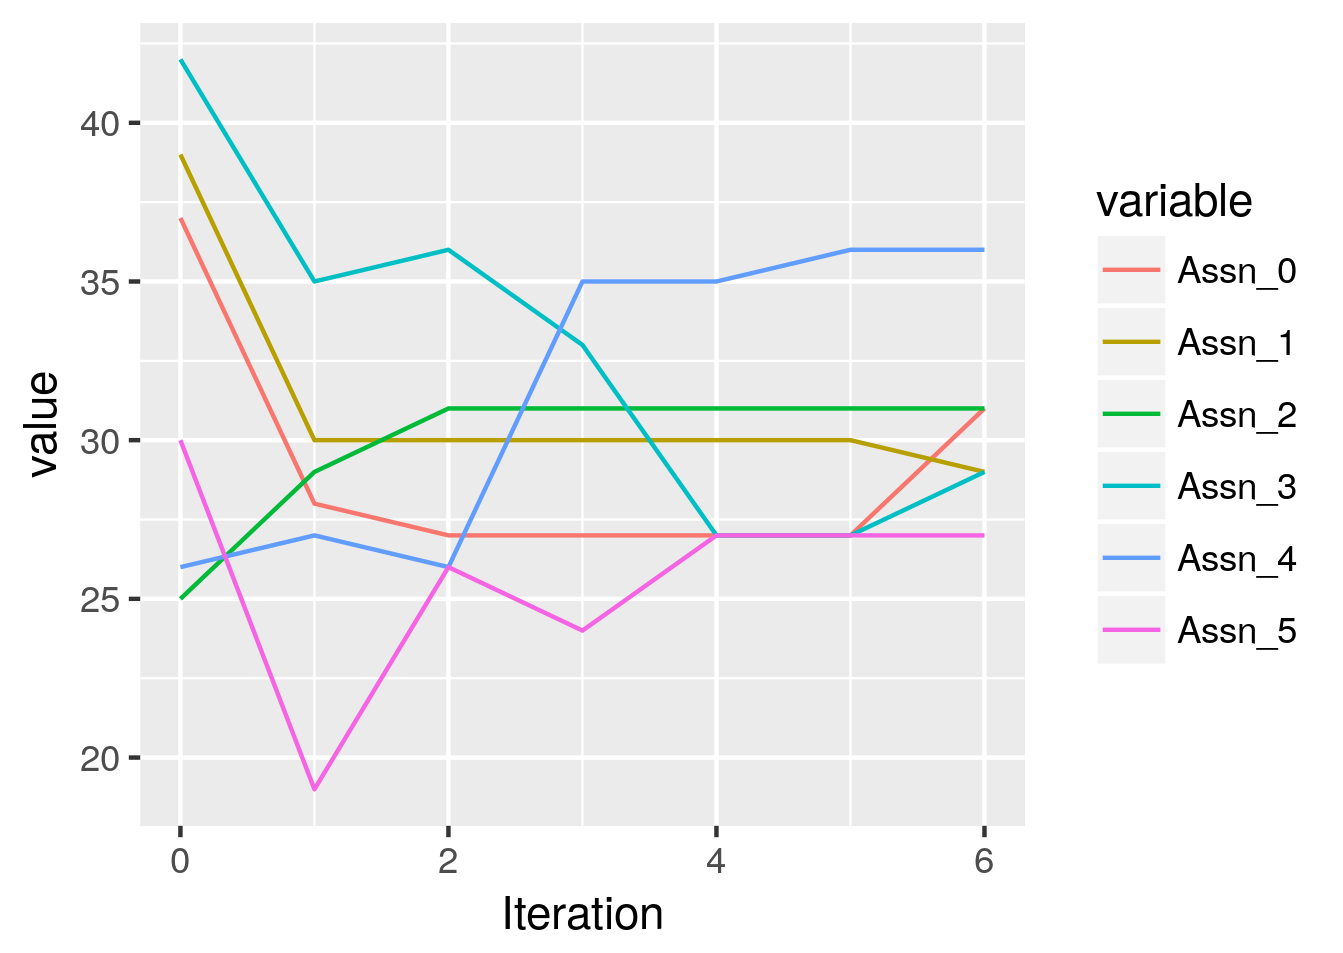 40
35
30
25
20
value
0 2 4 6
Iteration
variable
Assn_0
Assn_1
Assn_2
Assn_3
Assn_4
Assn_5